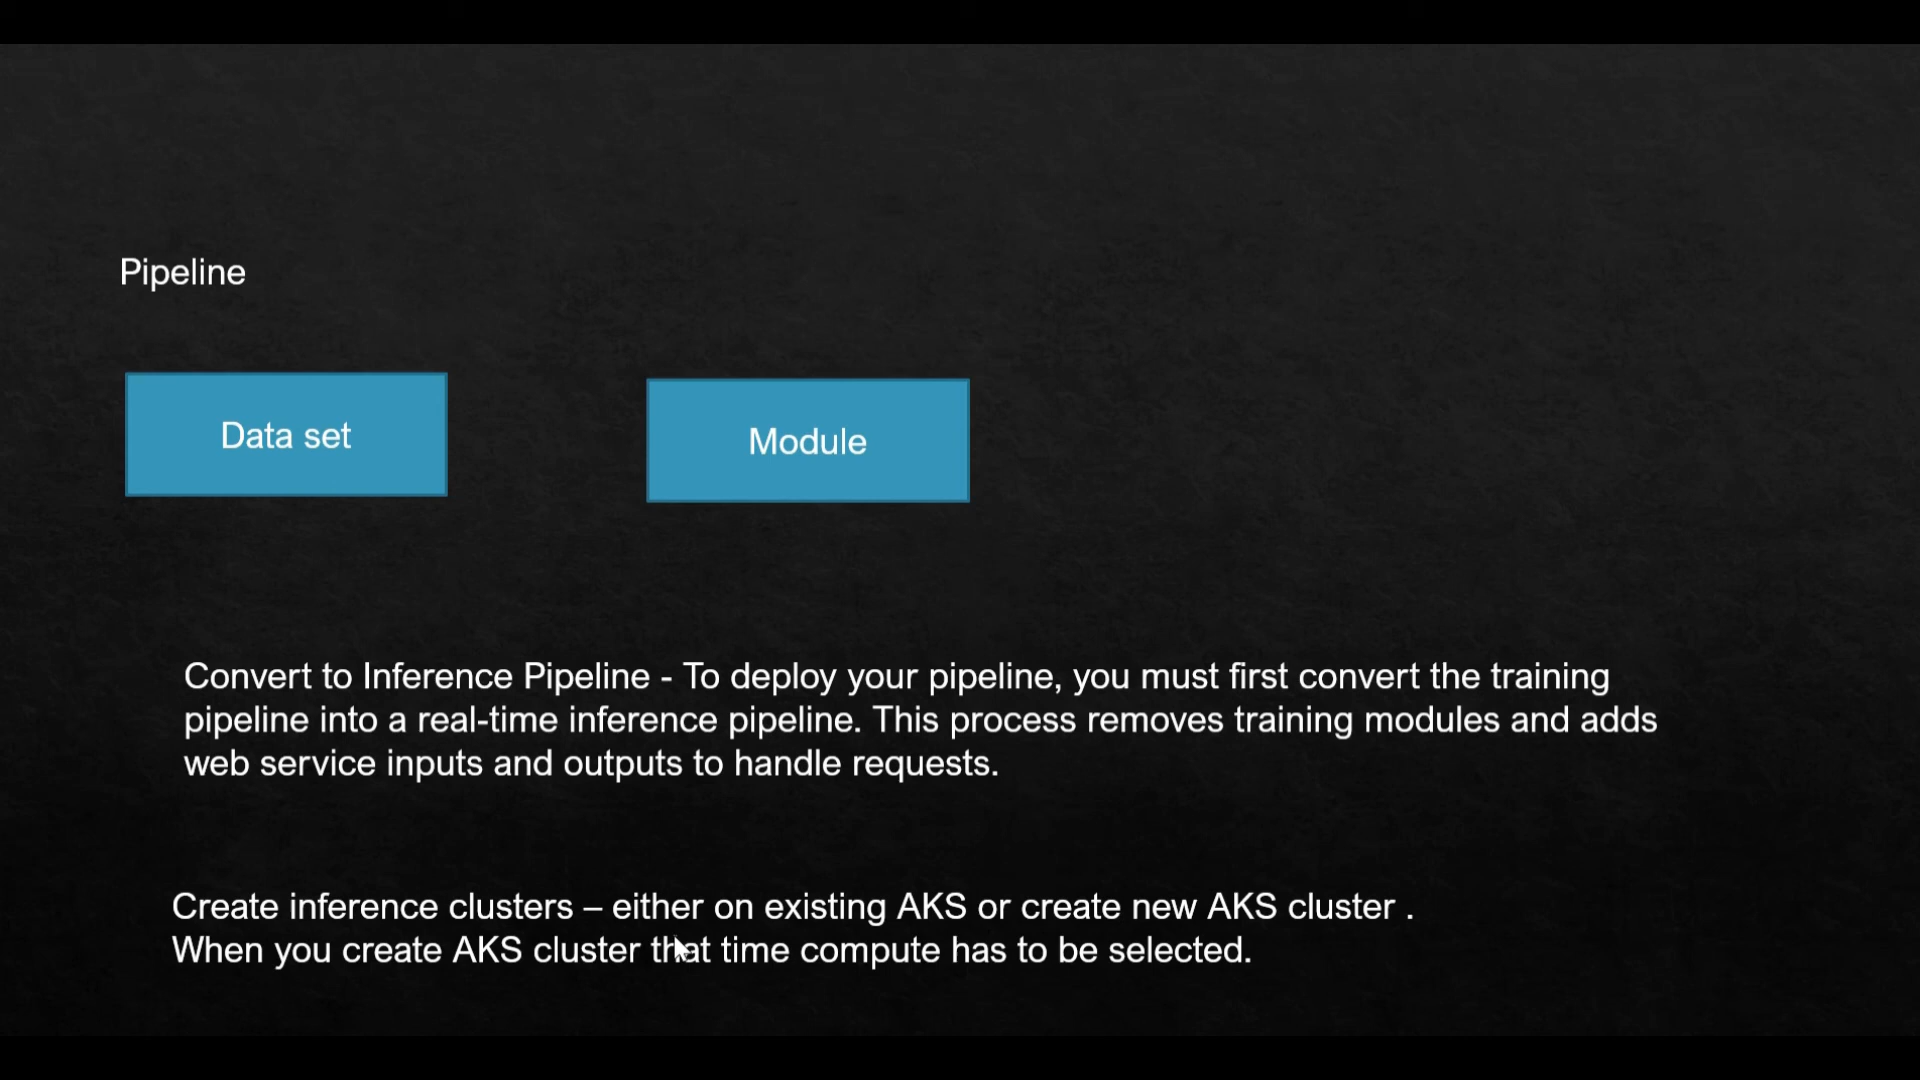 Pipeline
Data set
Module
Convert to Inference Pipeline - To deploy your pipeline, you must first convert the training
pipeline into a real-time inference pipeline. This process removes training modules and adds
web service inputs and outputs to handle requests.
Create inference clusters – either on existing AKS or create new AKS cluster .
When you create AKS cluster that time compute has to be selected.